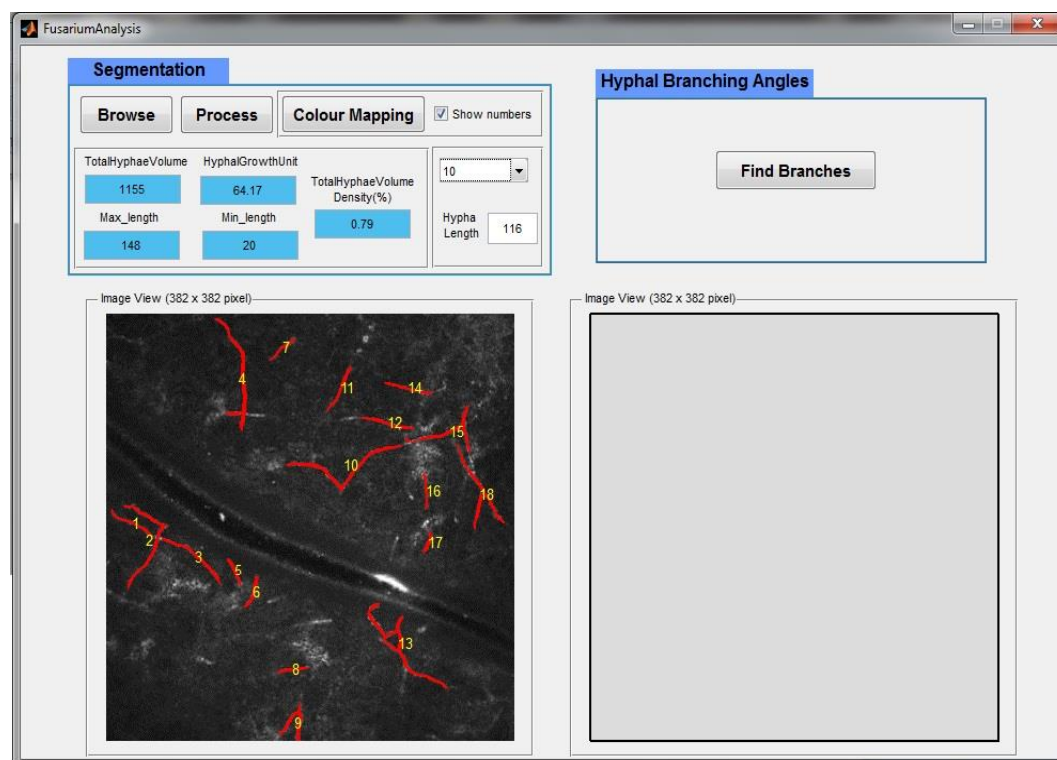 FusariumAnalysis
Segmentation
Browse Process Colour Mapping Show numbers
TotalHyphaeVolume HyphalGrowthUnit
1155 64.17
TotalHyphaeVolume
Density(%)
0.79
Max_length Min_length
148 20
10
Hypha
Length
116
Hyphal Branching Angles
Find Branches
Image View (382 x 382 pixel)
7
4
11
14
12
15
10
16
18
1
2
17
3
5
6
13
8
9
Image View (382 x 382 pixel)